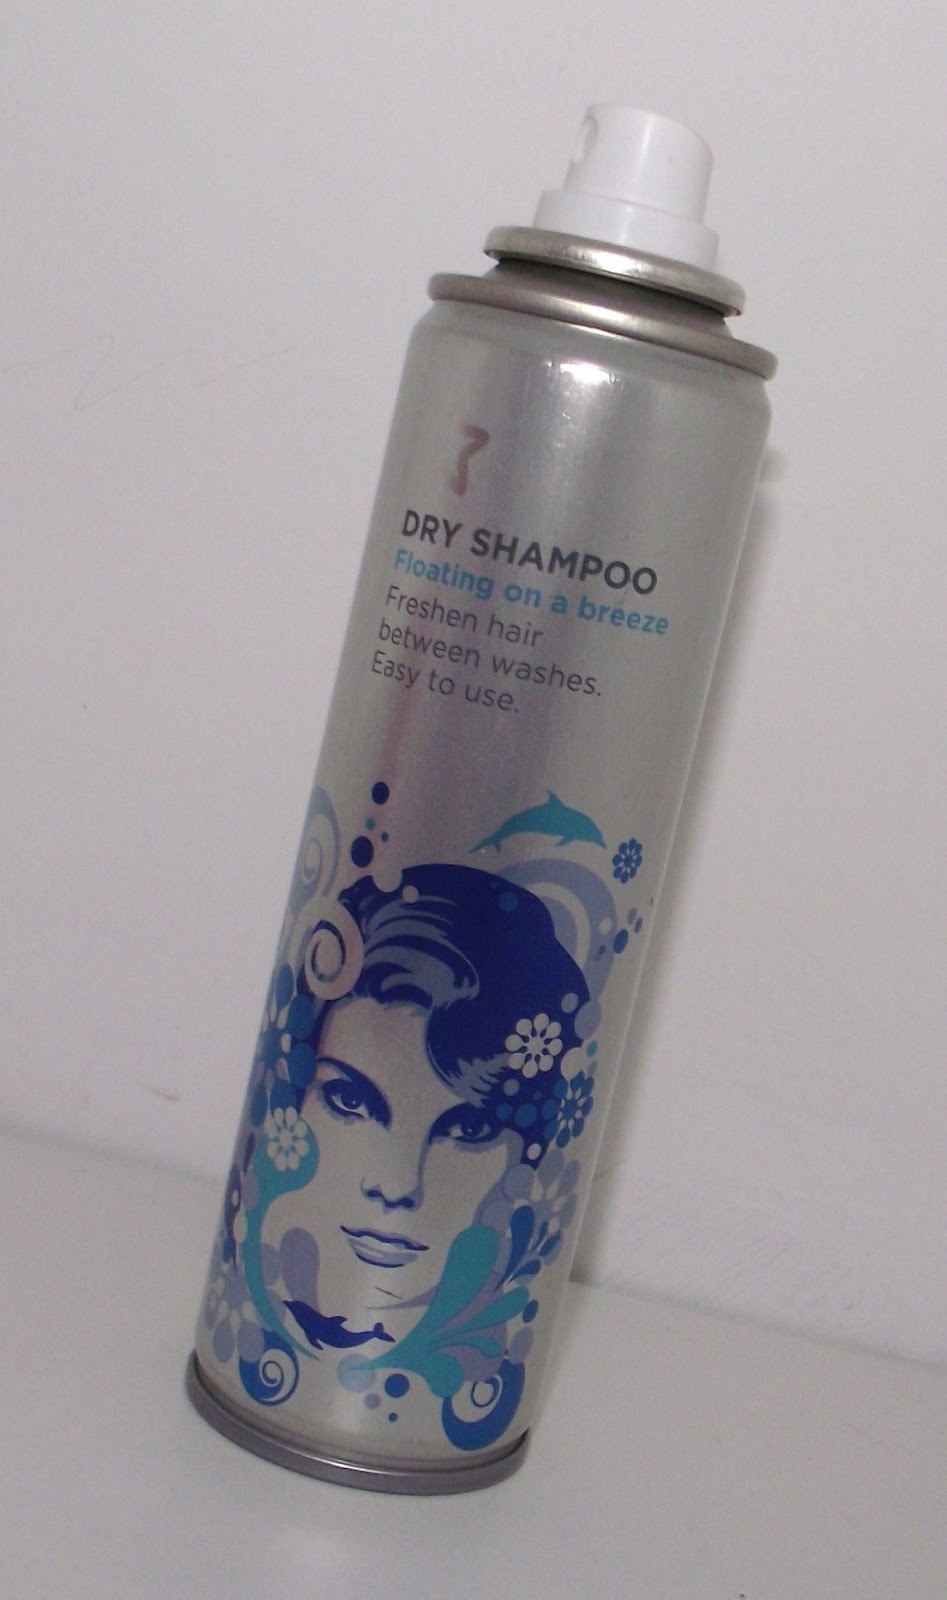 DRY SHAMPOO
Floating on a breeze
Freshen hair
between washes.
Easy to use.